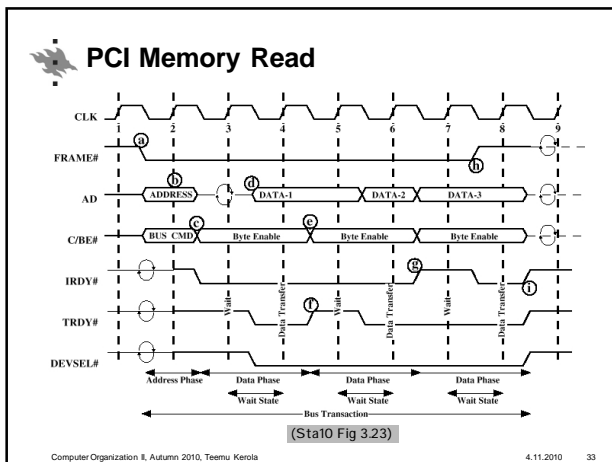 PCI Memory Read
CLK
1 2 3 4 5 6 7 8 9
a
FRAME#
h
b
d
AD
ADDRESS DATA-1 DATA-2 DATA-3
c
e
C/BE#
BUS CMD Byte Enable Byte Enable Byte Enable
g
IRDY#
i
Wait Data Transfer Wait Data Transfer Wait Data Transfer
f
TRDY#
DEVSEL#
Address Phase Data Phase Data Phase Data Phase
Wait State Wait State Wait State
Bus Transaction
(Sta10 Fig 3.23)
Computer Organization II, Autumn 2010, Teemu Kerola 4.11.2010 33